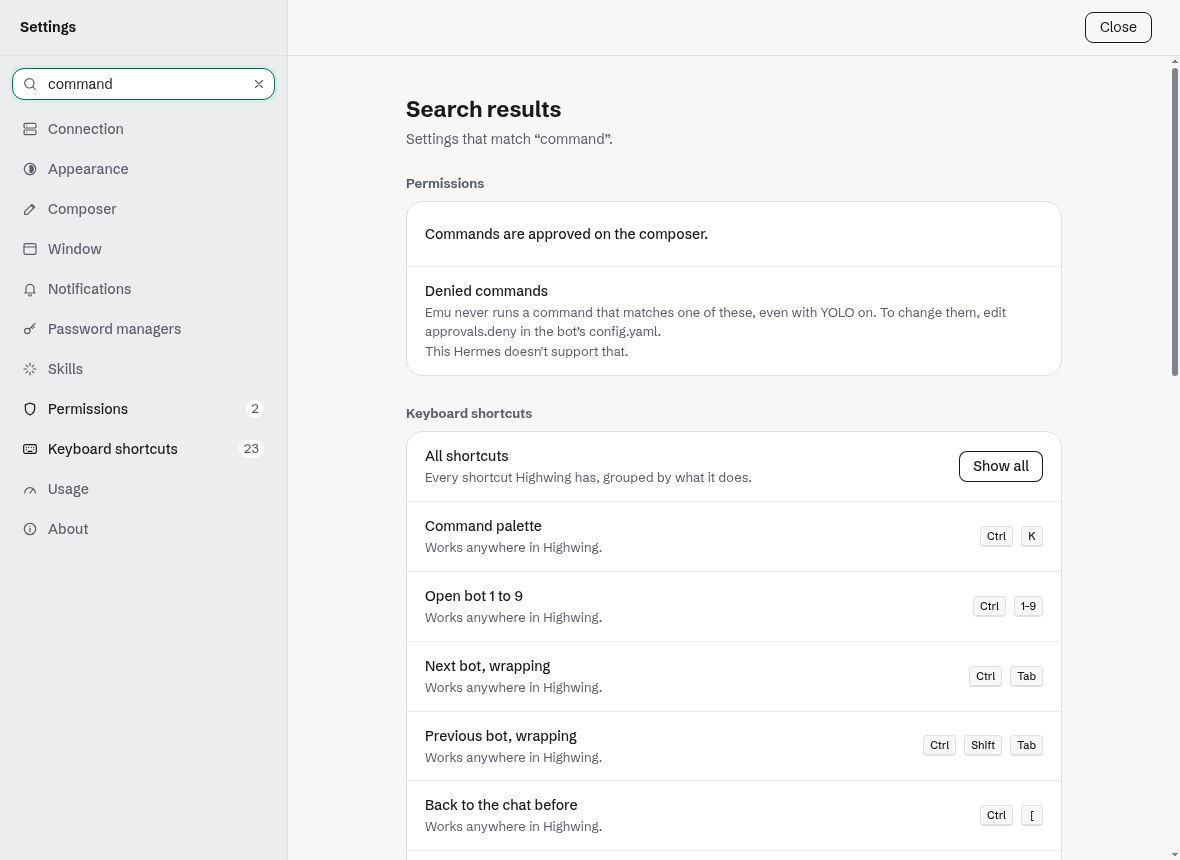 Settings
Close
command
Connection
Appearance
Composer
Window
Notifications
Password managers
Skills
Permissions 2
Keyboard shortcuts 23
Usage
About
Search results
Settings that match “command”.
Permissions
Commands are approved on the composer.
Denied commands
Emu never runs a command that matches one of these, even with YOLO on. To change them, edit
approvals.deny in the bot’s config.yaml.
This Hermes doesn't support that.
Keyboard shortcuts
All shortcuts
Every shortcut Highwing has, grouped by what it does.
Show all
Command palette
Works anywhere in Highwing.
Ctrl K
Open bot 1 to 9
Works anywhere in Highwing.
Ctrl 1–9
Next bot, wrapping
Works anywhere in Highwing.
Ctrl Tab
Previous bot, wrapping
Works anywhere in Highwing.
Ctrl Shift Tab
Back to the chat before
Works anywhere in Highwing.
Ctrl [